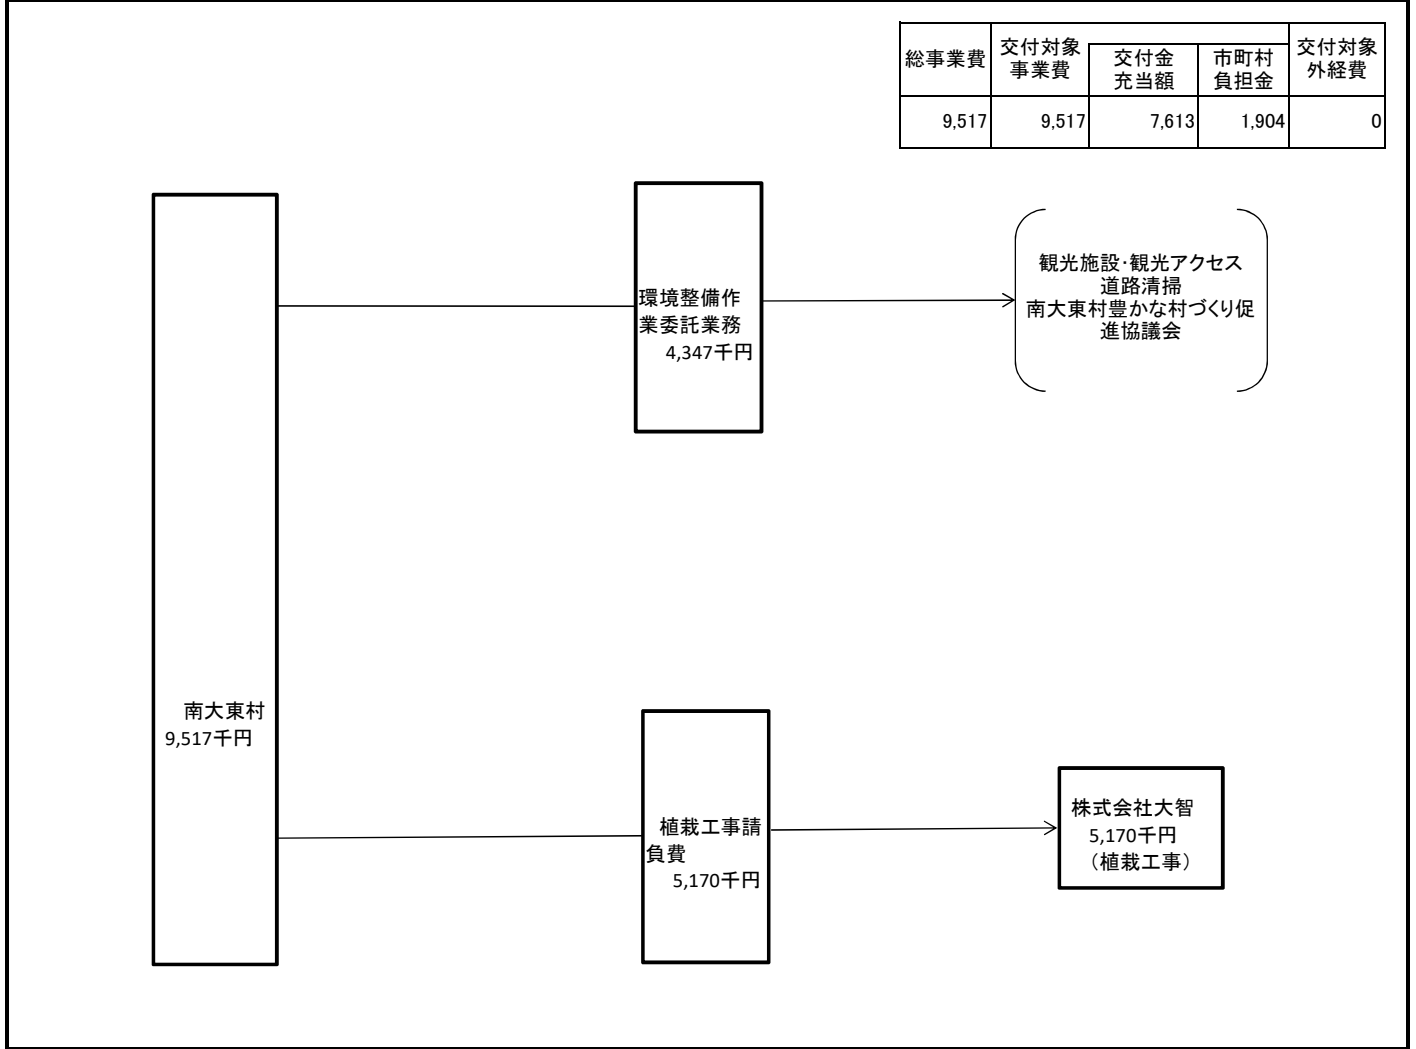 総事業費
交付対象
事業費
交付金
充当額
市町村
負担金
交付対象
外経費
9,517 9,517 7,613 1,904 0
環境整備作
業委託業務
4,347千円
観光施設・観光アクセス
道路清掃
南大東村豊かな村づくり促
進協議会
南大東村
9,517千円
植栽工事請
負費
5,170千円
株式会社大智
5,170千円
（植栽工事）